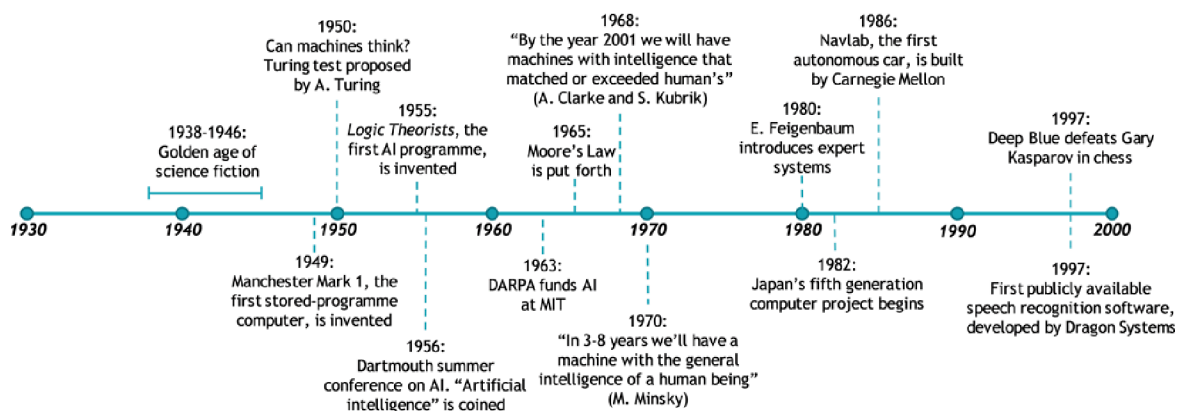 1950:
Can machines think?
Turing test proposed
by A. Turing
1968:
“By the year 2001 we will have
machines with intelligence that
matched or exceeded human’s”
(A. Clarke and S. Kubrik)
1986:
Navlab, the first
autonomous car, is built
by Carnegie Mellon
1938-1946:
Golden age of
science fiction
1955:
Logic Theorists, the
first AI programme,
is invented
1965:
Moore’s Law
is put forth
1980:
E. Feigenbaum
introduces expert
systems
1997:
Deep Blue defeats Gary
Kasparov in chess
1930 1940 1950 1960 1970 1980 1990 2000
1949:
Manchester Mark 1, the
first stored-programme
computer, is invented
1956:
Dartmouth summer
conference on AI. “Artificial
intelligence” is coined
1963:
DARPA funds AI
at MIT
1970:
“In 3-8 years we’ll have a
machine with the general
intelligence of a human being”
(M. Minsky)
1982:
Japan’s fifth generation
computer project begins
1997:
First publicly available
speech recognition software,
developed by Dragon Systems